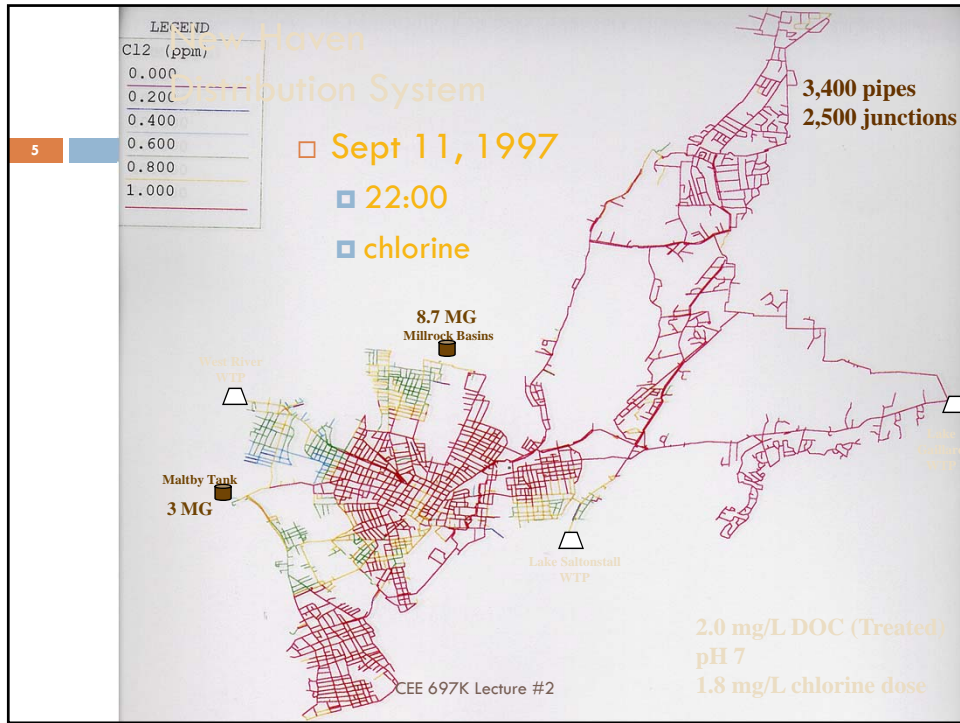 LEGEND
Cl2 (ppm)
0.000
0.200
0.400
0.600
0.800
1.000
New Haven
Distribution System
5
Sept 11, 1997
22:00
chlorine
3,400 pipes
2,500 junctions
8.7 MG
Millrock Basins
West River
WTP
Maltby Tank
3 MG
Lake Saltonstall
WTP
Lake
2.0 mg/L DOC (Treated)
pH 7
1.8 mg/L chlorine dose
CEE 697K Lecture #2